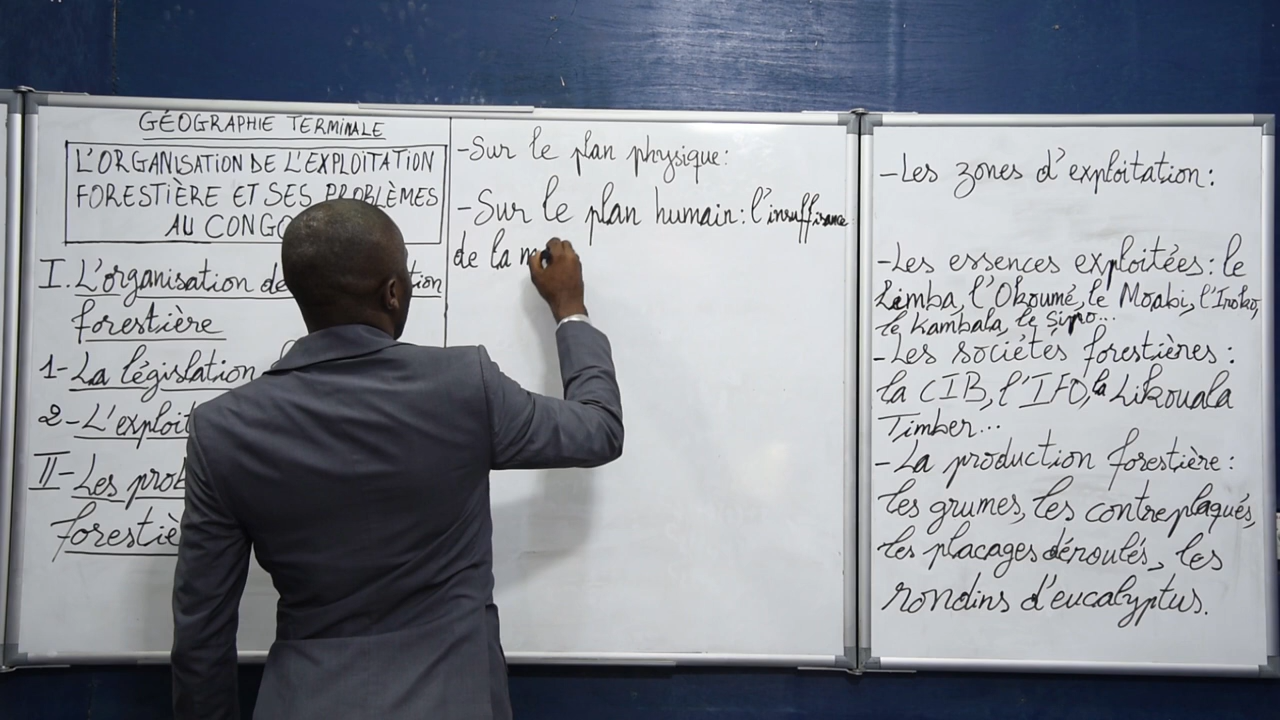 GÉOGRAPHIE TERMINALE
L'ORGANISATION DE L'EXPLOITATION
FORESTIÈRE ET SES PROBLÈMES
AU CONGO
I. L'organisation de tion
forestière
1- La législation
2- L'exploit
II- Les prob
forestiè
-Sur le plan physique:
-Sur le plan humain: l'insuffisance
de la m
-Les zones d'exploitation:
-Les essences exploitées: le
Limba, l'Okoumé, le Moabi, l'Iroko,
le Kambala, le Sipo...
-Les sociétes forestières:
la CIB, l'IFO, la Likouala
Timber...
-La production forestière:
les grumes, les contreplaqués,
les placages déroulés, les
rondins d'eucalyptus.